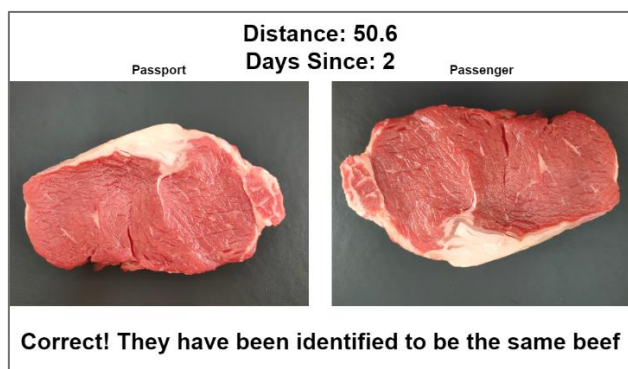 Distance: 50.6
Days Since: 2
Passport
Passenger
Correct! They have been identified to be the same beef